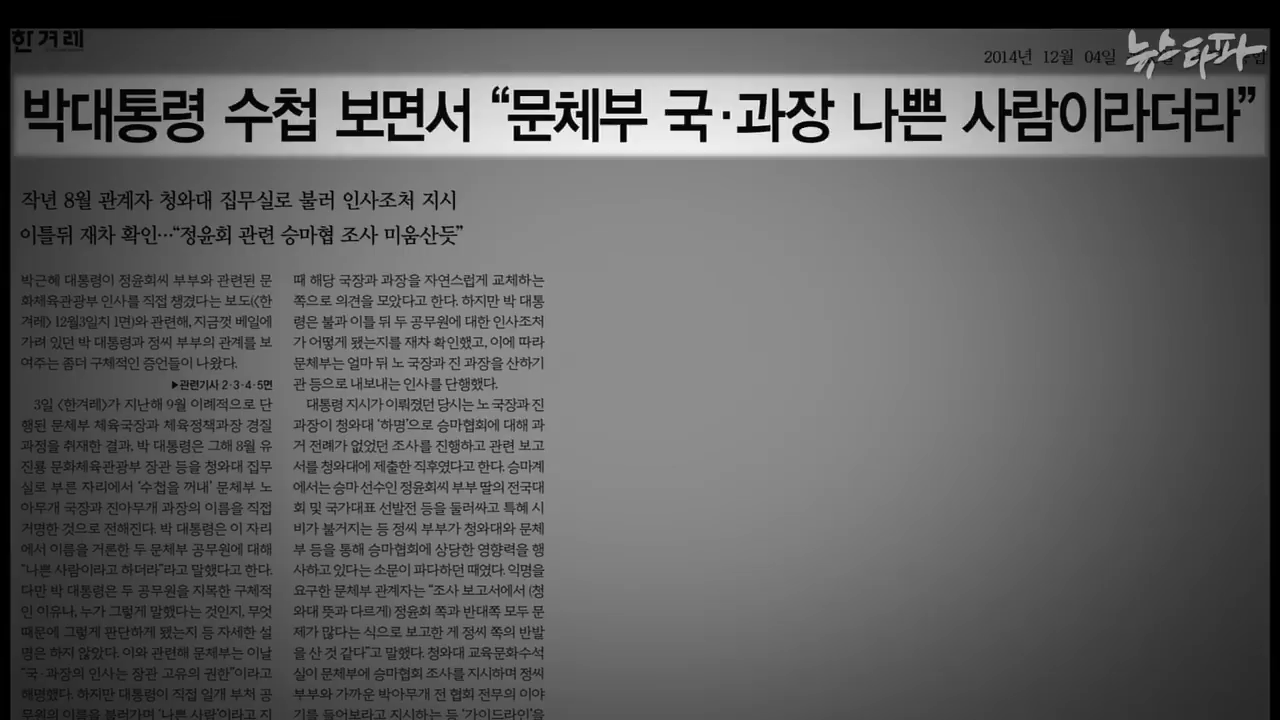 한겨레
2014년 12월 04일
뉴스타파
박대통령 수첩 보면서 “문체부 국·과장 나쁜 사람이라더라”
작년 8월 관계자 청와대 집무실로 불러 인사조처 지시
이틀뒤 재차 확인…“정윤회 관련 승마협 조사 미움산듯”
박근혜 대통령이 정윤회씨 부부와 관련된 문
화체육관광부 인사를 직접 챙겼다는 보도(〈한
겨레〉 12월3일치 1면)와 관련해, 지금껏 베일에
가려 있던 박 대통령과 정씨 부부의 관계를 보
여주는 좀더 구체적인 증언들이 나왔다.
▶관련기사 2·3·4·5면
3일 〈한겨레〉가 지난해 9월 이례적으로 단
행된 문체부 체육국장과 체육정책과장 경질
과정을 취재한 결과, 박 대통령은 그해 8월 유
진룡 문화체육관광부 장관 등을 청와대 집무
실로 부른 자리에서 ‘수첩을 꺼내’ 문체부 노
아무개 국장과 진아무개 과장의 이름을 직접
거명한 것으로 전해진다. 박 대통령은 이 자리
에서 이름을 거론한 두 문체부 공무원에 대해
“나쁜 사람이라고 하더라”라고 말했다고 한다.
다만 박 대통령은 두 공무원을 지목한 구체적
인 이유나, 누가 그렇게 말했다는 것인지, 무엇
때문에 그렇게 판단하게 됐는지 등 자세한 설
명은 하지 않았다. 이와 관련해 문체부는 이날
“국·과장의 인사는 장관 고유의 권한”이라고
해명했다. 하지만 대통령이 직접 일개 부처 공
무원의 이름을 불러가며 ‘나쁜 사람’이라고 지
때 해당 국장과 과장을 자연스럽게 교체하는
쪽으로 의견을 모았다고 한다. 하지만 박 대통
령은 불과 이틀 뒤 두 공무원에 대한 인사조처
가 어떻게 됐는지를 재차 확인했고, 이에 따라
문체부는 얼마 뒤 노 국장과 진 과장을 산하기
관 등으로 내보내는 인사를 단행했다.
대통령 지시가 이뤄졌던 당시는 노 국장과 진
과장이 청와대 ‘하명’으로 승마협회에 대해 과
거 전례가 없었던 조사를 진행하고 관련 보고
서를 청와대에 제출한 직후였다고 한다. 승마계
에서는 승마 선수인 정윤회씨 부부 딸의 전국대
회 및 국가대표 선발전 등을 둘러싸고 특혜 시
비가 불거지는 등 정씨 부부가 청와대와 문체
부 등을 통해 승마협회에 상당한 영향력을 행
사하고 있다는 소문이 파다하던 때였다. 익명을
요구한 문체부 관계자는 “조사 보고서에서 (청
와대 뜻과 다르게) 정윤회 쪽과 반대쪽 모두 문
제가 많다는 식으로 보고한 게 정씨 쪽의 반발
을 산 것 같다”고 말했다. 청와대 교육문화수석
실이 문체부에 승마협회 조사를 지시하며 정씨
부부와 가까운 박아무개 전 협회 전무의 이야
기를 들어보라고 지시하는 등 ‘가이드라인’을